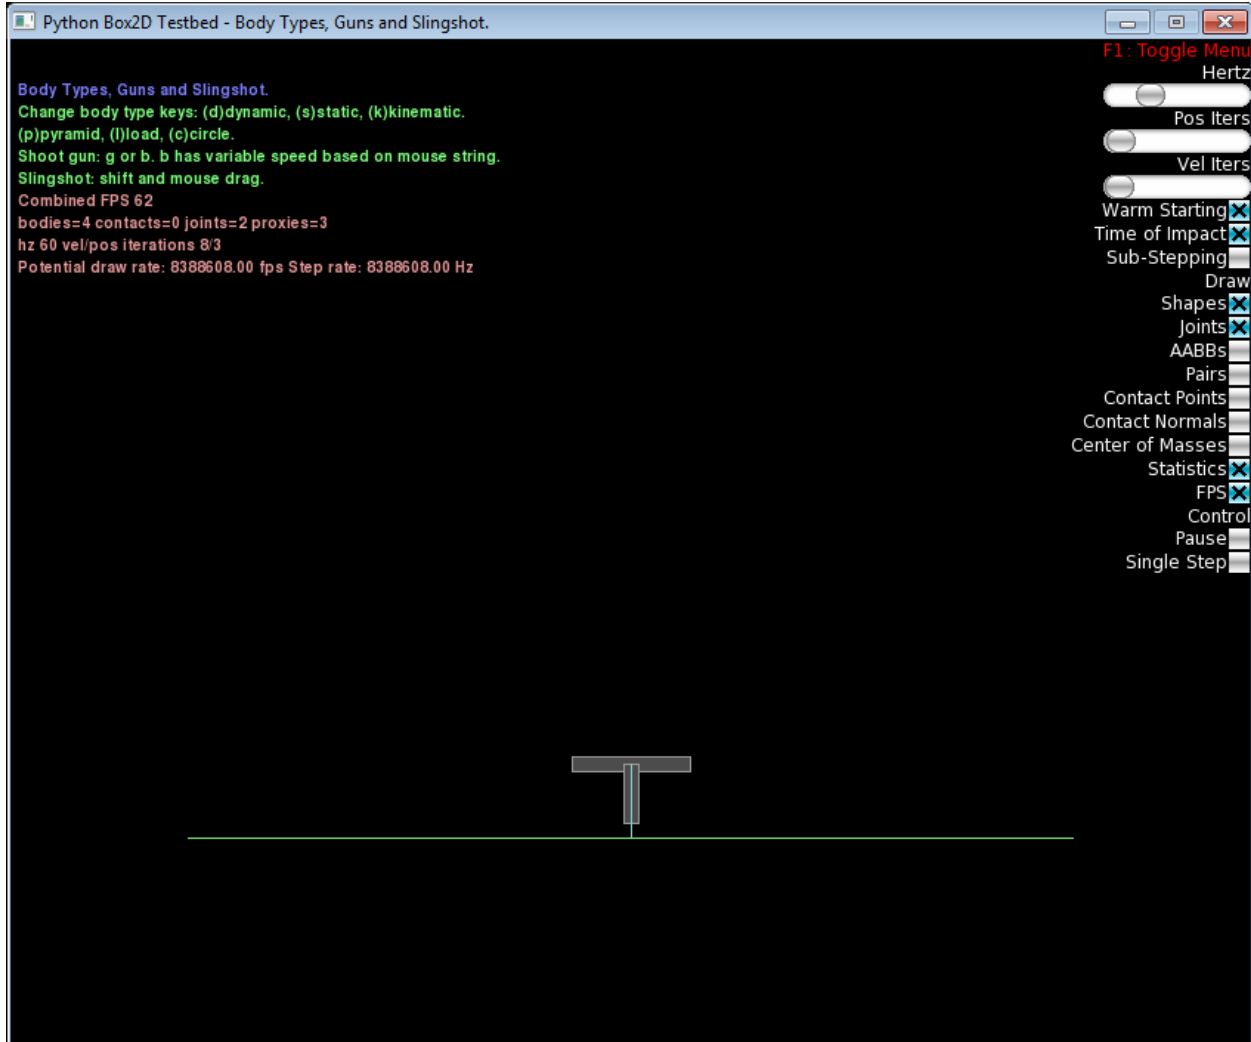 Python Box2D Testbed - Body Types, Guns and Slingshot.
F1: Toggle Menu
Hertz
Body Types, Guns and Slingshot.
Change body type keys: (d)dynamic, (s)static, (k)kinematic.
(p)pyramid, (l)load, (c)circle.
Shoot gun: g or b. b has variable speed based on mouse string.
Slingshot: shift and mouse drag.
Combined FPS 62
bodies=4 contacts=0 joints=2 proxies=3
hz 60 vel/pos iterations 8/3
Potential draw rate: 8388608.00 fps Step rate: 8388608.00 Hz
Pos Iters
Vel Iters
Warm Starting
Time of Impact
Sub-Stepping
Draw
Shapes
Joints
AABBs
Pairs
Contact Points
Contact Normals
Center of Masses
Statistics
FPS
Control
Pause
Single Step